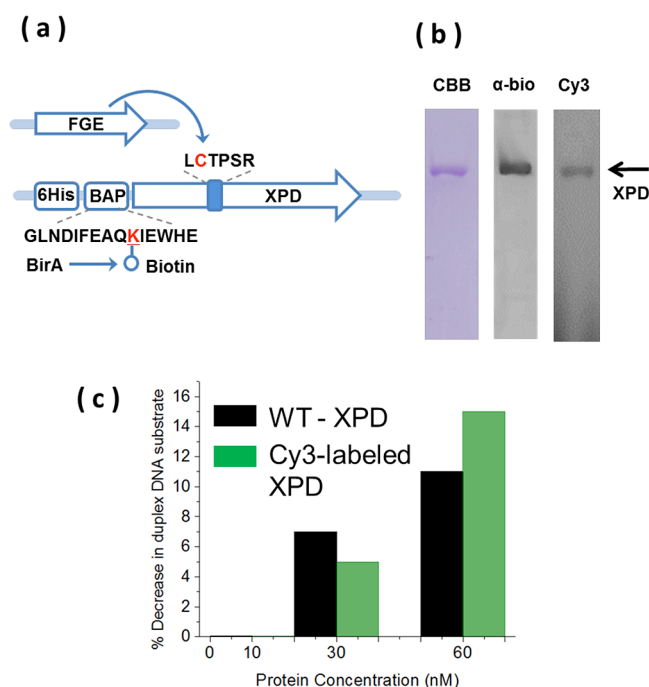 ( a )
FGE
LCTPSR
6His BAP XPD
GLNDIFEAQKIEWHE
BirA Biotin
( b )
CBB α-bio Cy3
XPD
( c )
% Decrease in duplex DNA substrate
16
14
12
10
8
6
4
2
0
WT - XPD
Cy3-labeled
XPD
0 10 30 60
Protein Concentration (nM)